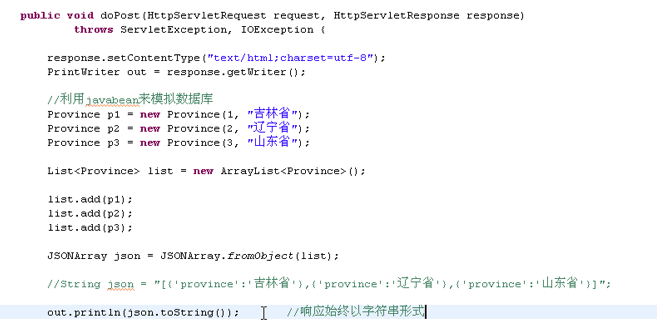 public void doPost(HttpServletRequest request, HttpServletResponse response)
throws ServletException, IOException {
response.setContentType("text/html;charset=utf-8");
PrintWriter out = response.getWriter();
//利用javabean来模拟数据库
Province p1 = new Province(1, "吉林省");
Province p2 = new Province(2, "辽宁省");
Province p3 = new Province(3, "山东省");
List<Province> list = new ArrayList<Province>();
list.add(p1);
list.add(p2);
list.add(p3);
JSONArray json = JSONArray.fromObject(list);
//String json = "[{'province':'吉林省'},{'province':'辽宁省'},{'province':'山东省'}]";
out.println(json.toString()); //响应始终以字符串形式